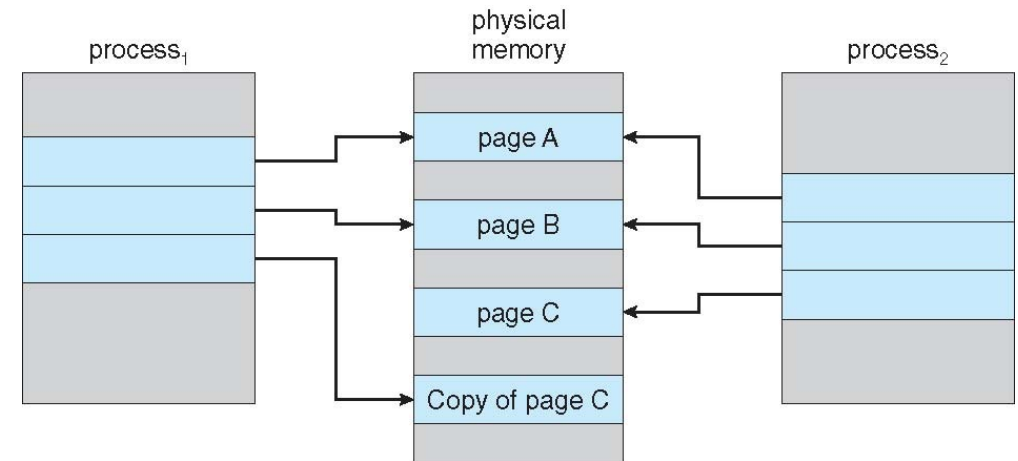 physical
memory
process₁
process₂
page A
page B
page C
Copy of page C